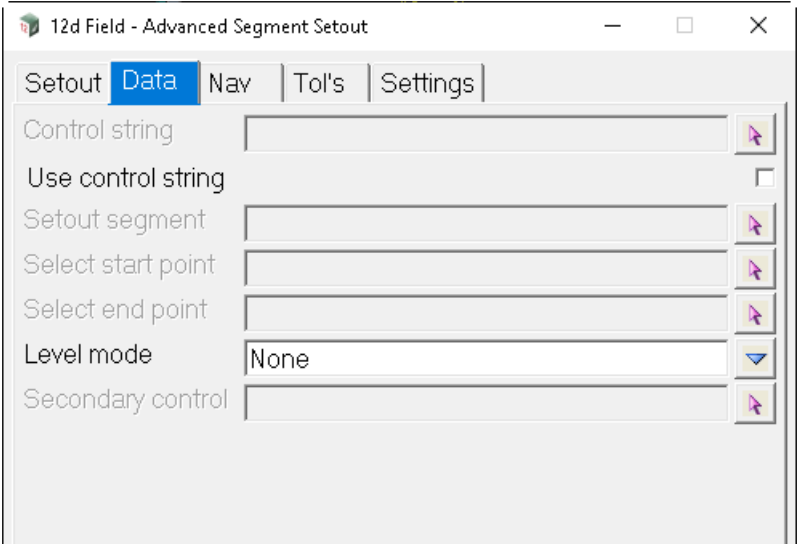 12d Field - Advanced Segment Setout
Setout Data Nav Tol's Settings
Control string
Use control string
Setout segment
Select start point
Select end point
Level mode None
Secondary control